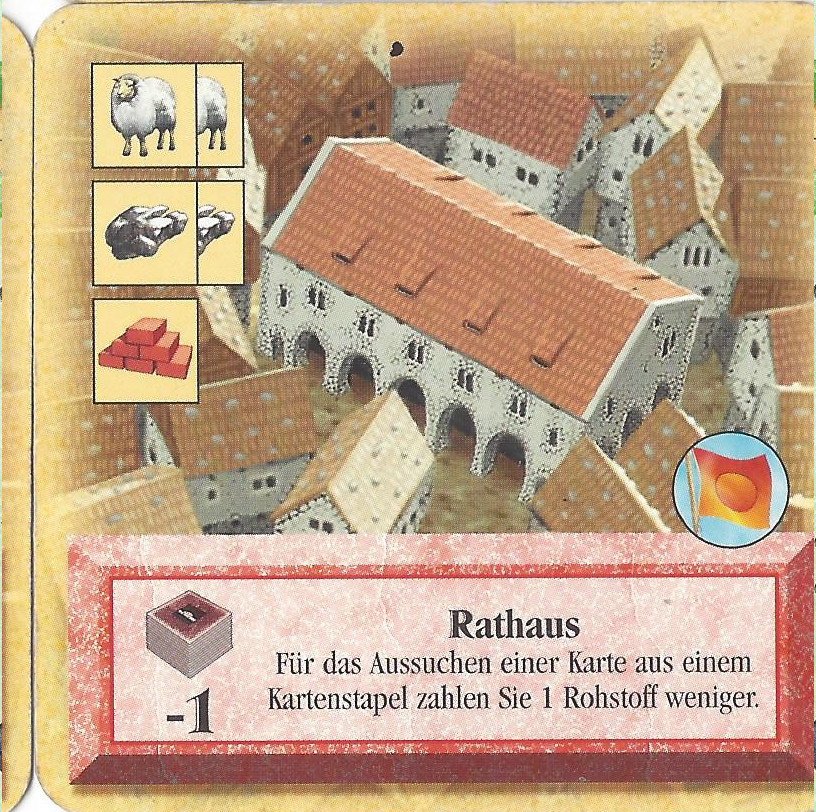 -1
Rathaus
Für das Aussuchen einer Karte aus einem
Kartenstapel zahlen Sie 1 Rohstoff weniger.